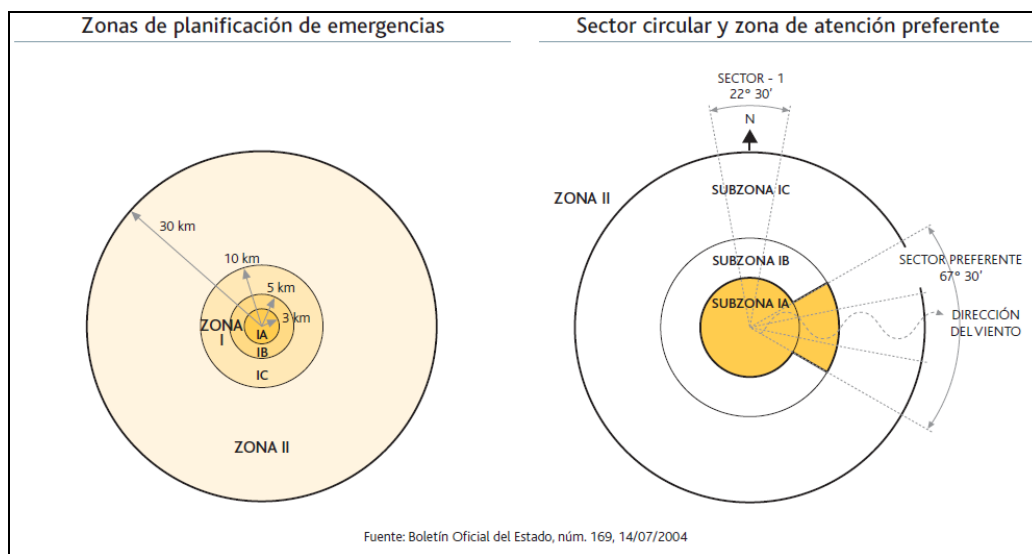 Zonas de planificación de emergencias
30 km
10 km
5 km
3 km
ZONA
I
IA
IB
IC
ZONA II
Sector circular y zona de atención preferente
SECTOR - 1
22° 30'
N
ZONA II
SUBZONA IC
SUBZONA IB
SUBZONA IA
SECTOR PREFERENTE
67° 30'
DIRECCIÓN
DEL VIENTO
Fuente: Boletín Oficial del Estado, núm. 169, 14/07/2004